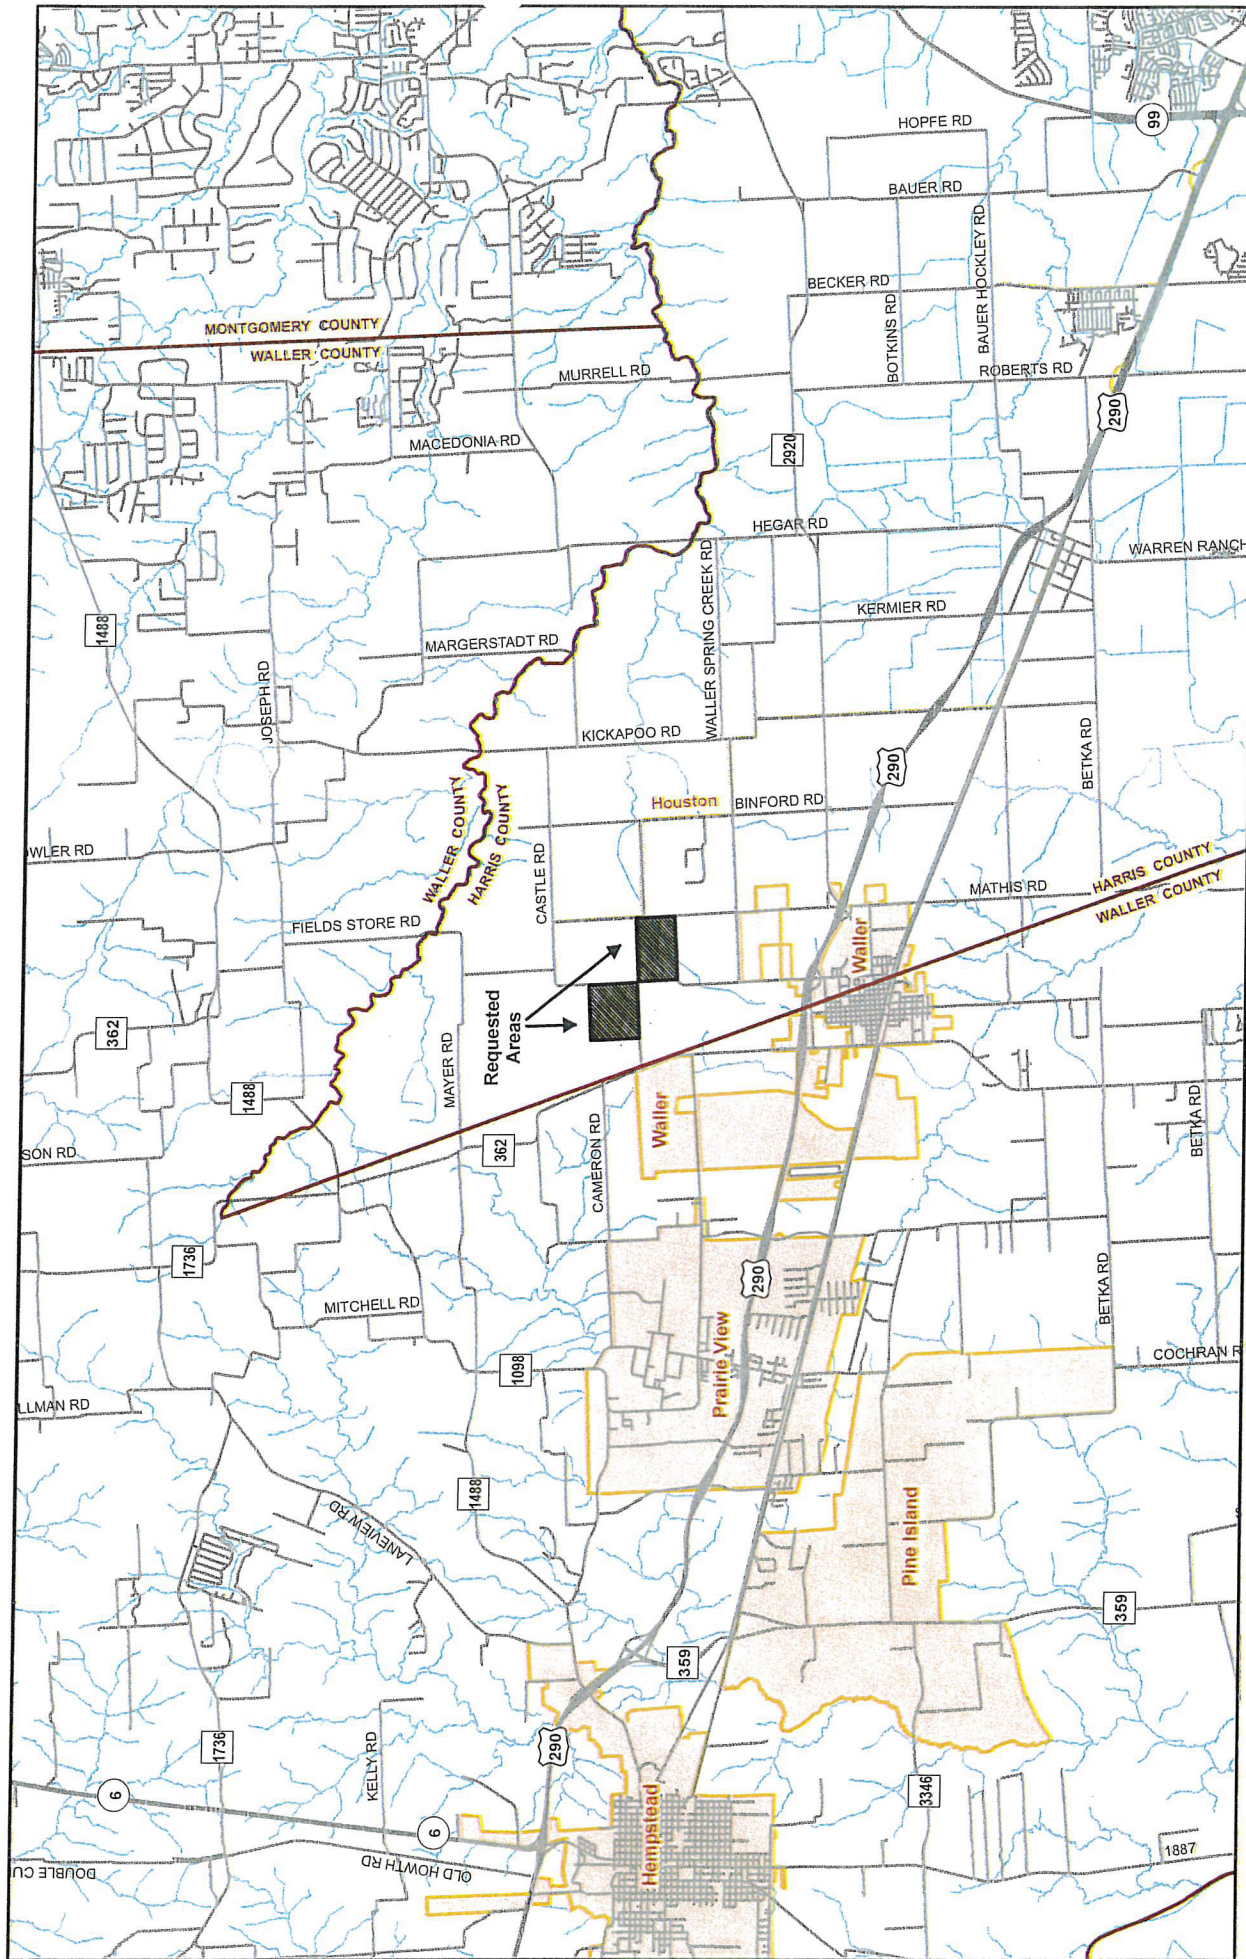 HOPFE RD
99
BAUER RD
BAUER HOCKLEY RD
BECKER RD
BOTKINS RD
MONTGOMERY COUNTY
WALLER COUNTY
MURRELL RD
ROBERTS RD
290
MACEDONIA RD
2920
HEGAR RD
WARREN RANCH
WALLER SPRING CREEK RD
KERMIER RD
1488
MARGERSTADT RD
JOSEPH RD
KICKAPOO RD
BETKA RD
290
Houston
BINFORD RD
WALLER COUNTY
HARRIS COUNTY
OWLER RD
CASTLE RD
HARRIS COUNTY
WALLER COUNTY
MATHIS RD
FIELDS STORE RD
Waller
Requested
Areas
362
MAYER RD
1488
Waller
362
CAMERON RD
BETKA RD
SON RD
1736
290
MITCHELL RD
BETKA RD
Prairie View
1098
COCHRAN R
LLMAN RD
1488
LANEVIEW RD
Pine Island
359
359
1736
290
KELLY RD
6
6
Hempstead
3346
OLD HOWTH RD
DOUBLE CU
1887